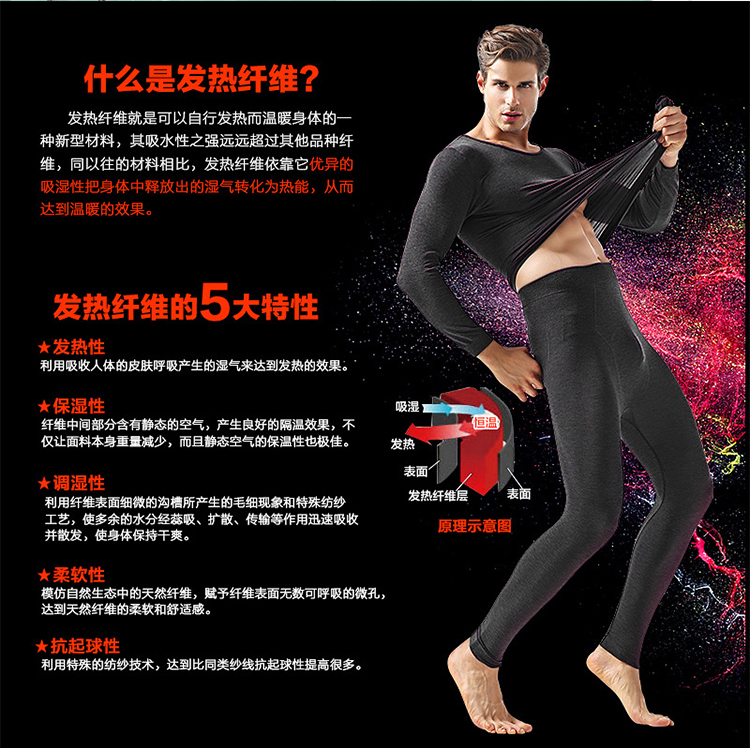 什么是发热纤维?
发热纤维就是可以自行发热而温暖身体的一
种新型材料，其吸水性之强远远超过其他品种纤
维，同以往的材料相比，发热纤维依靠它优异的
吸湿性把身体中释放出的湿气转化为热能，从而
达到温暖的效果。
发热纤维的5大特性
★发热性
利用吸收人体的皮肤呼吸产生的湿气来达到发热的效果。
★保湿性
纤维中间部分含有静态的空气，产生良好的隔温效果，不
仅让面料本身重量减少，而且静态空气的保温性也极佳。
★调湿性
利用纤维表面细微的沟槽所产生的毛细现象和特殊纺纱
工艺，使多余的水分经蕊吸、扩散、传输等作用迅速吸收
并散发，使身体保持干爽。
★柔软性
模仿自然生态中的天然纤维，赋予纤维表面无数可呼吸的微孔，
达到天然纤维的柔软和舒适感。
★抗起球性
利用特殊的纺纱技术，达到比同类纱线抗起球性提高很多。
吸湿
恒温
发热
表面
发热纤维层
表面
原理示意图